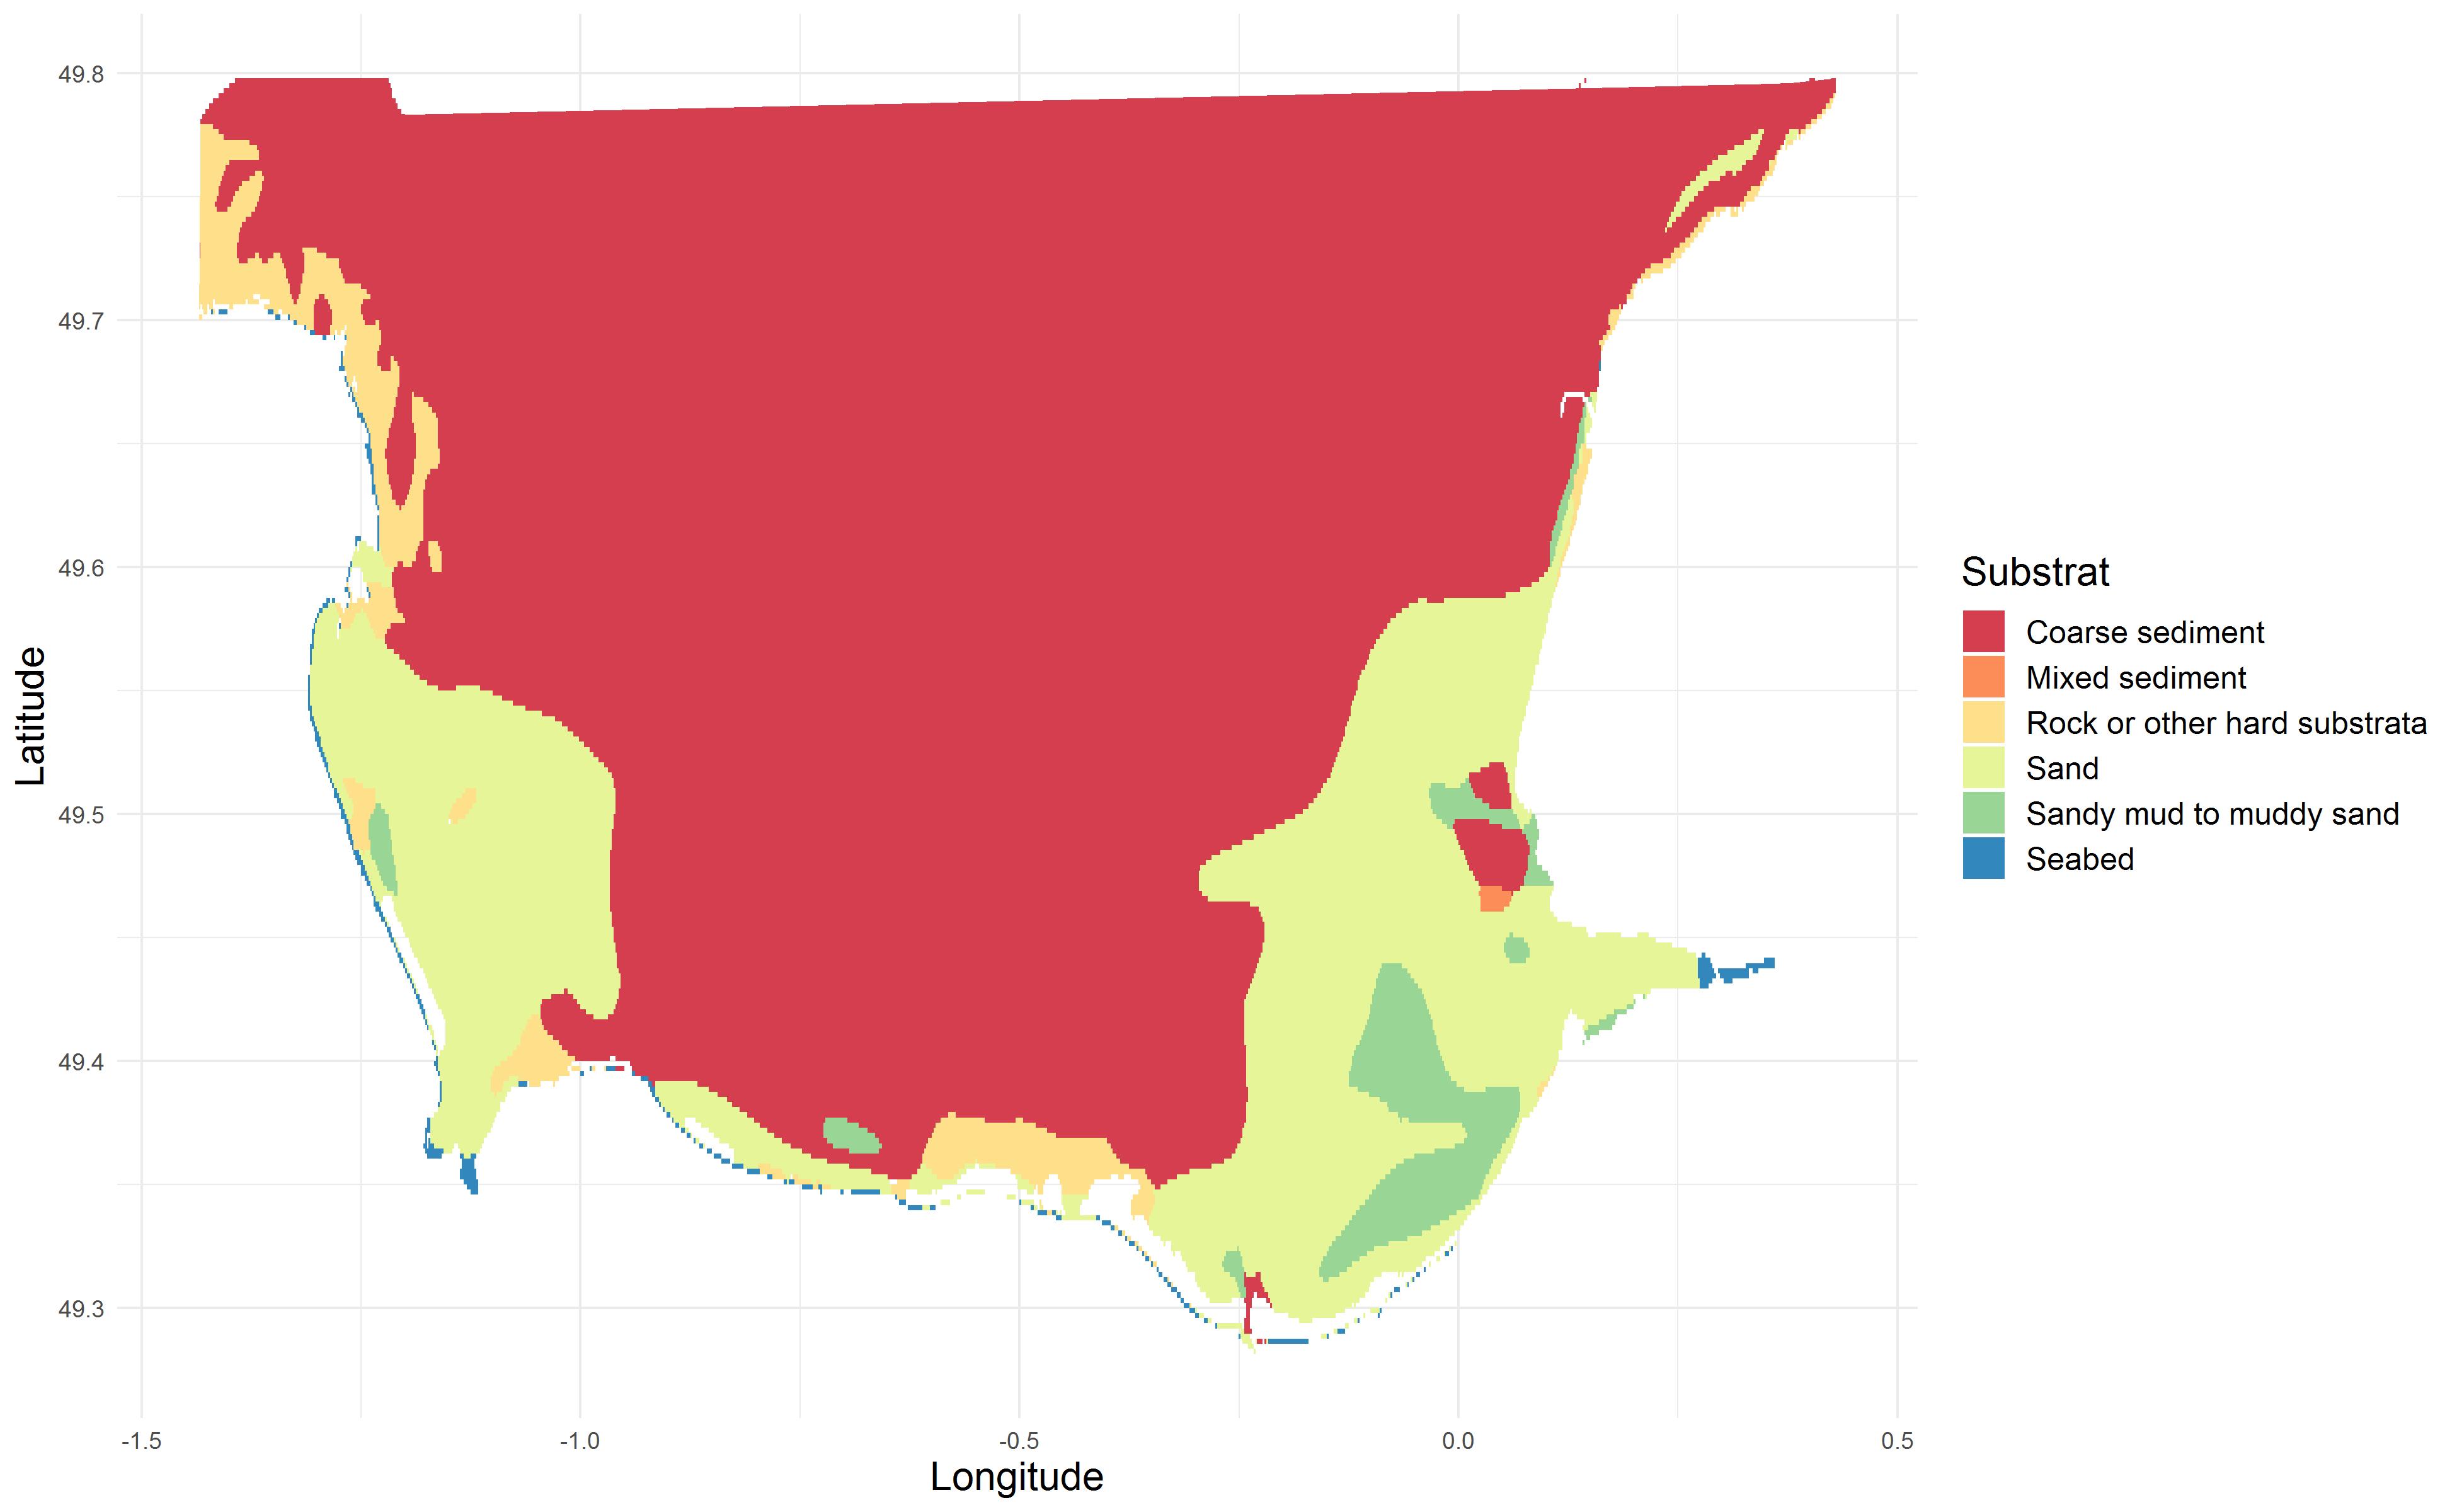 49.8
49.7
49.6
49.5
49.4
49.3
Latitude
-1.5
-1.0
-0.5
0.0
0.5
Longitude
Substrat
Coarse sediment
Mixed sediment
Rock or other hard substrata
Sand
Sandy mud to muddy sand
Seabed